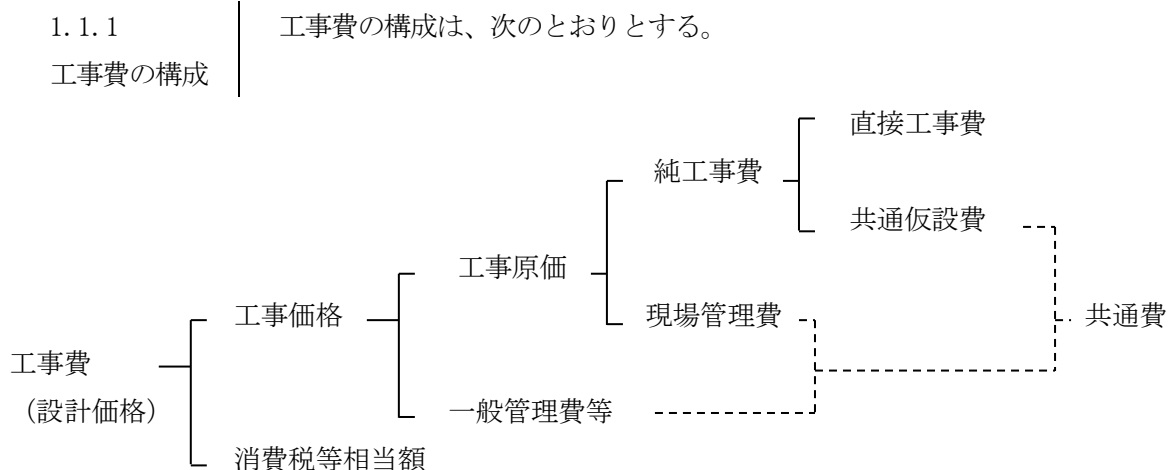 1.1.1
工事費の構成は、次のとおりとする。
工事費の構成
直接工事費
純工事費
共通仮設費
工事原価
工事価格
現場管理費
共通費
工事費
(設計価格)
一般管理費等
消費税等相当額